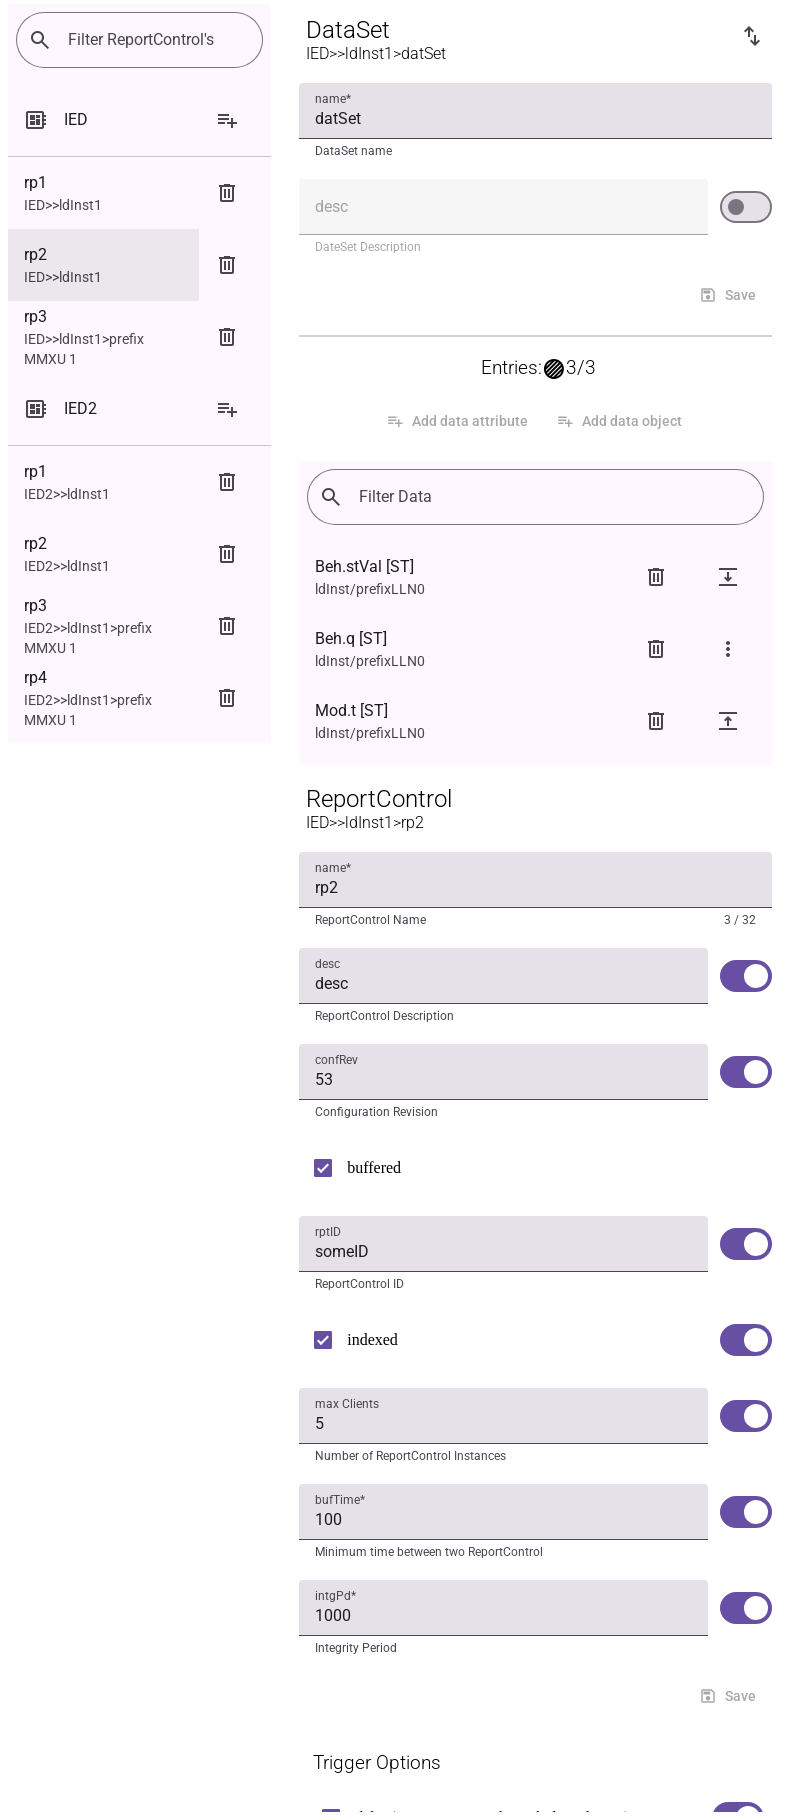 Filter ReportControl's
IED
rp1
IED>>ldInst1
rp2
IED>>ldInst1
rp3
IED>>ldInst1>prefix
MMXU 1
IED2
rp1
IED2>>ldInst1
rp2
IED2>>ldInst1
rp3
IED2>>ldInst1>prefix
MMXU 1
rp4
IED2>>ldInst1>prefix
MMXU 1
DataSet
IED>>ldInst1>datSet
name*
datSet
DataSet name
desc
DateSet Description
Save
Entries: 3/3
Add data attribute Add data object
Filter Data
Beh.stVal [ST]
ldInst/prefixLLN0
Beh.q [ST]
ldInst/prefixLLN0
Mod.t [ST]
ldInst/prefixLLN0
ReportControl
IED>>ldInst1>rp2
name*
rp2
ReportControl Name 3 / 32
desc
desc
ReportControl Description
confRev
53
Configuration Revision
buffered
rptID
someID
ReportControl ID
indexed
max Clients
5
Number of ReportControl Instances
bufTime*
100
Minimum time between two ReportControl
intgPd*
1000
Integrity Period
Save
Trigger Options